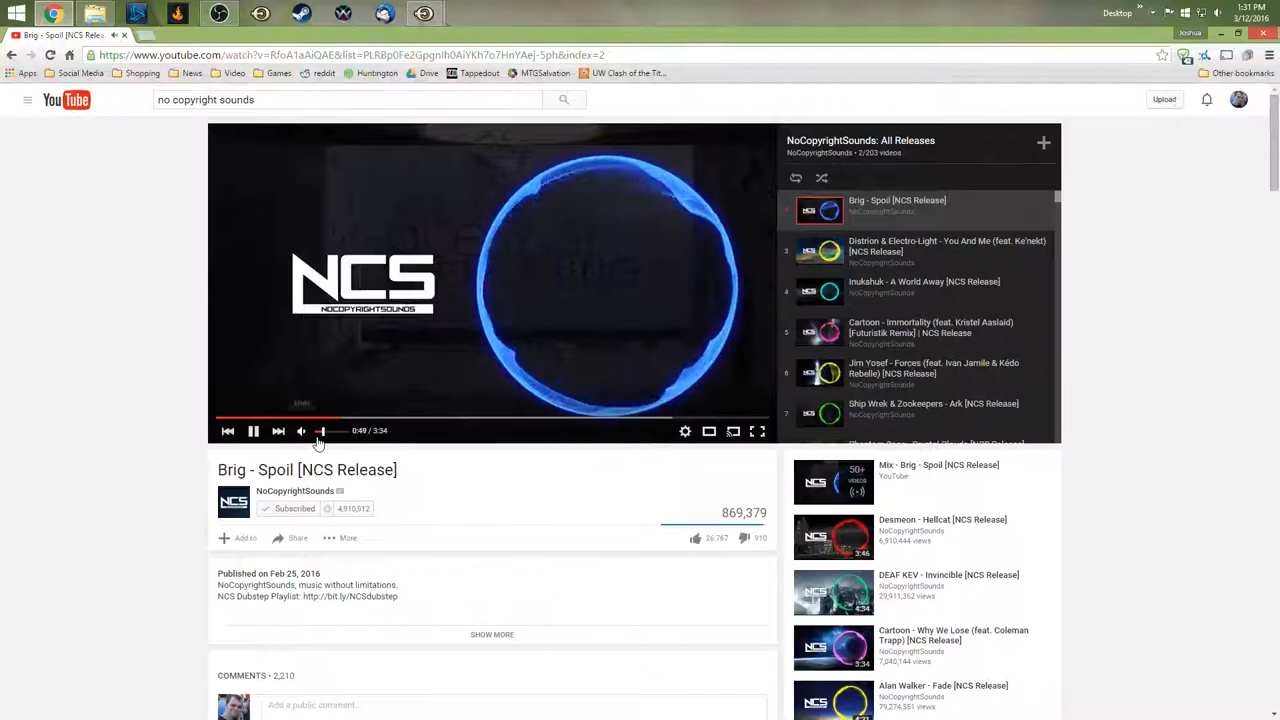 Desktop
1:31 PM
3/12/2016
Brig - Spoil [NCS Relea
Joshua
https://www.youtube.com/watch?v=RfoA1aAiQAE&list=PLRBp0Fe2GpgnIh0AiYKh7o7HnYAej-5ph&index=2
Apps Social Media Shopping News Video Games reddit Huntington Drive Tappedout MTGSalvation UW Clash of the Tit... Other bookmarks
YouTube
no copyright sounds
Upload
NoCopyrightSounds: All Releases
NoCopyrightSounds • 2/203 videos
NCS
NOCOPYRIGHTSOUNDS
Brig - Spoil [NCS Release]
NoCopyrightSounds
3
Distrion & Electro-Light - You And Me (feat. Ke'nekt)
[NCS Release]
NoCopyrightSounds
4
Inukshuk - A World Away [NCS Release]
NoCopyrightSounds
5
Cartoon - Immortality (feat. Kristel Aaslaid)
[Futuristik Remix] | NCS Release
NoCopyrightSounds
6
Jim Yosef - Forces (feat. Ivan Jamile & Kédo
Rebelle) [NCS Release]
NoCopyrightSounds
7
Ship Wrek & Zookeepers - Ark [NCS Release]
NoCopyrightSounds
0:49 / 3:34
Brig - Spoil [NCS Release]
NCS
NoCopyrightSounds
Subscribed 4,910,912
869,379
Add to Share More
26,767 910
Published on Feb 25, 2016
NoCopyrightSounds, music without limitations.
NCS Dubstep Playlist: http://bit.ly/NCSdubstep
SHOW MORE
COMMENTS • 2,210
Add a public comment...
50+
VIDEOS
Mix - Brig - Spoil [NCS Release]
YouTube
Desmeon - Hellcat [NCS Release]
NoCopyrightSounds
6,910,444 views
3:46
DEAF KEV - Invincible [NCS Release]
NoCopyrightSounds
29,911,362 views
4:34
Cartoon - Why We Lose (feat. Coleman
Trapp) [NCS Release]
NoCopyrightSounds
7,040,144 views
3:34
Alan Walker - Fade [NCS Release]
NoCopyrightSounds
79,274,551 views